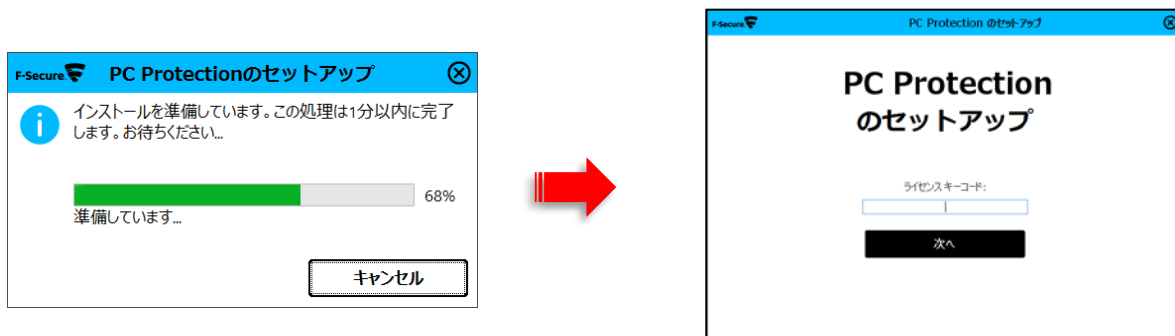 F-Secure PC Protectionのセットアップ
インストールを準備しています。この処理は1分以内に完了
します。お待ちください...
68%
準備しています...
キャンセル
F-Secure PC Protection のセットアップ
PC Protection
のセットアップ
ライセンス キーコード:
次へ